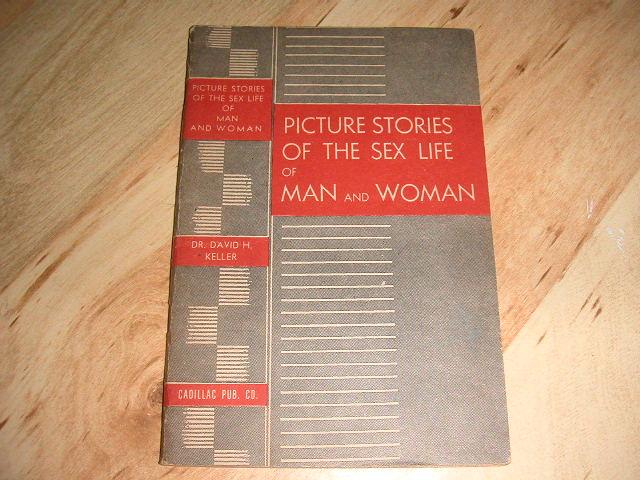 PICTURE STORIES
OF THE SEX LIFE
OF
MAN
AND WOMAN
DR. DAVID H.
KELLER
CADILLAC PUB. CO.
PICTURE STORIES
OF THE SEX LIFE
OF
MAN AND WOMAN